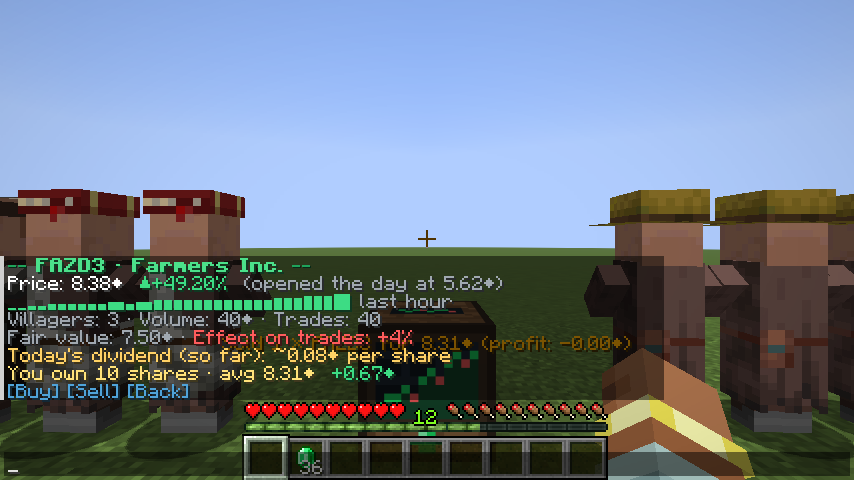 -- FAZD3 · Farmers Inc. --
Price: 8.38♦ ▲+49.20% (opened the day at 5.62♦)
last hour
Villagers: 3 · Volume: 40♦ · Trades: 40
Fair value: 7.50♦ · Effect on trades: +4%
8.31♦ (profit: -0.00♦)
Today's dividend (so far): ~0.08♦ per share
You own 10 shares · avg 8.31♦ +0.67♦
[Buy] [Sell] [Back]
12
36